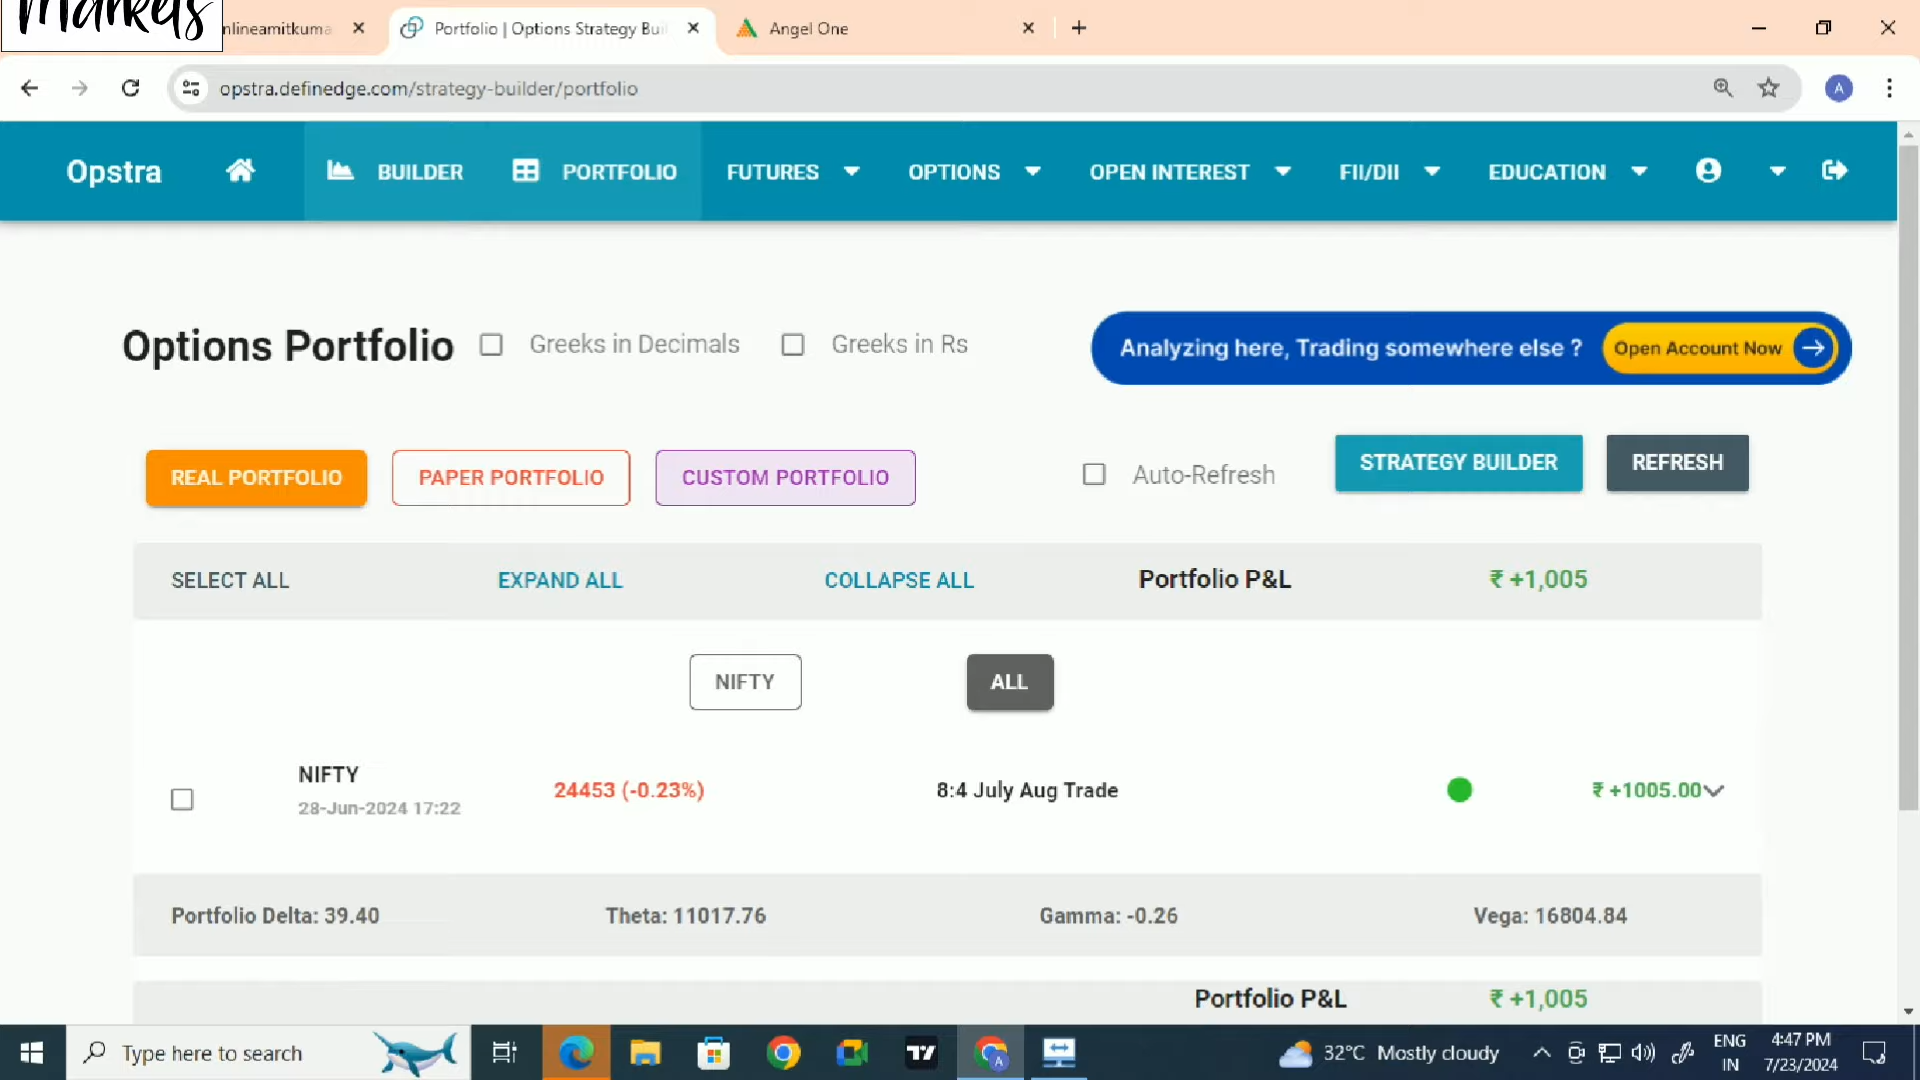 Markets
nlineamitkuma
Portfolio | Options Strategy Buil
Angel One
opstra.definedge.com/strategy-builder/portfolio
A
Opstra
BUILDER
PORTFOLIO
FUTURES
OPTIONS
OPEN INTEREST
FII/DII
EDUCATION
Options Portfolio
Greeks in Decimals
Greeks in Rs
Analyzing here, Trading somewhere else ?
Open Account Now
REAL PORTFOLIO
PAPER PORTFOLIO
CUSTOM PORTFOLIO
Auto-Refresh
STRATEGY BUILDER
REFRESH
SELECT ALL
EXPAND ALL
COLLAPSE ALL
Portfolio P&L
₹ +1,005
NIFTY
ALL
NIFTY
28-Jun-2024 17:22
24453 (-0.23%)
8:4 July Aug Trade
₹ +1005.00
Portfolio Delta: 39.40
Theta: 11017.76
Gamma: -0.26
Vega: 16804.84
Portfolio P&L
₹ +1,005
Type here to search
32°C Mostly cloudy
ENG
IN
4:47 PM
7/23/2024